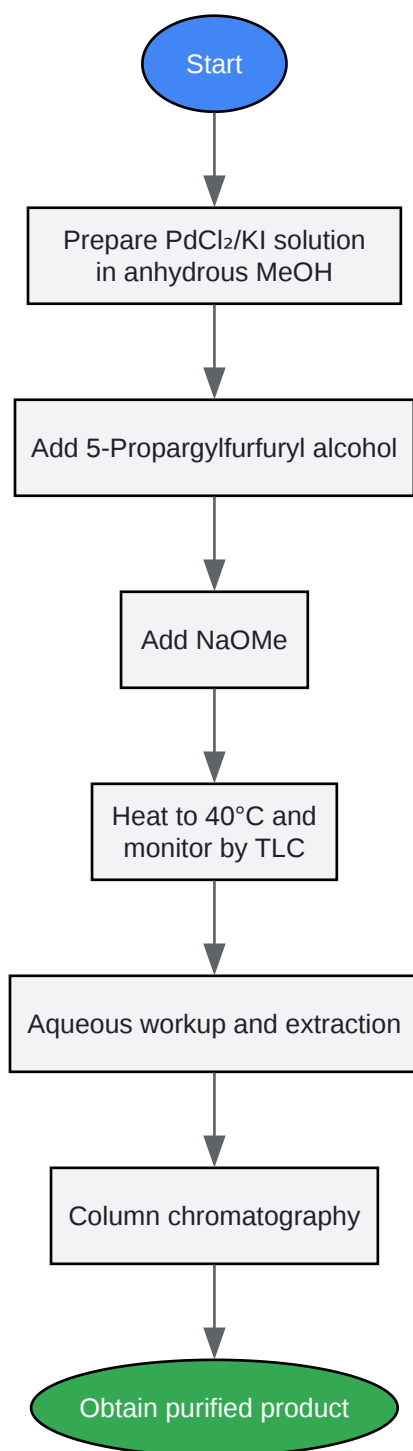 Start
Prepare PdCl₂/KI solution
in anhydrous MeOH
Add 5-Propargylfurfuryl alcohol
Add NaOMe
Heat to 40°C and
monitor by TLC
Aqueous workup and extraction
Column chromatography
Obtain purified product